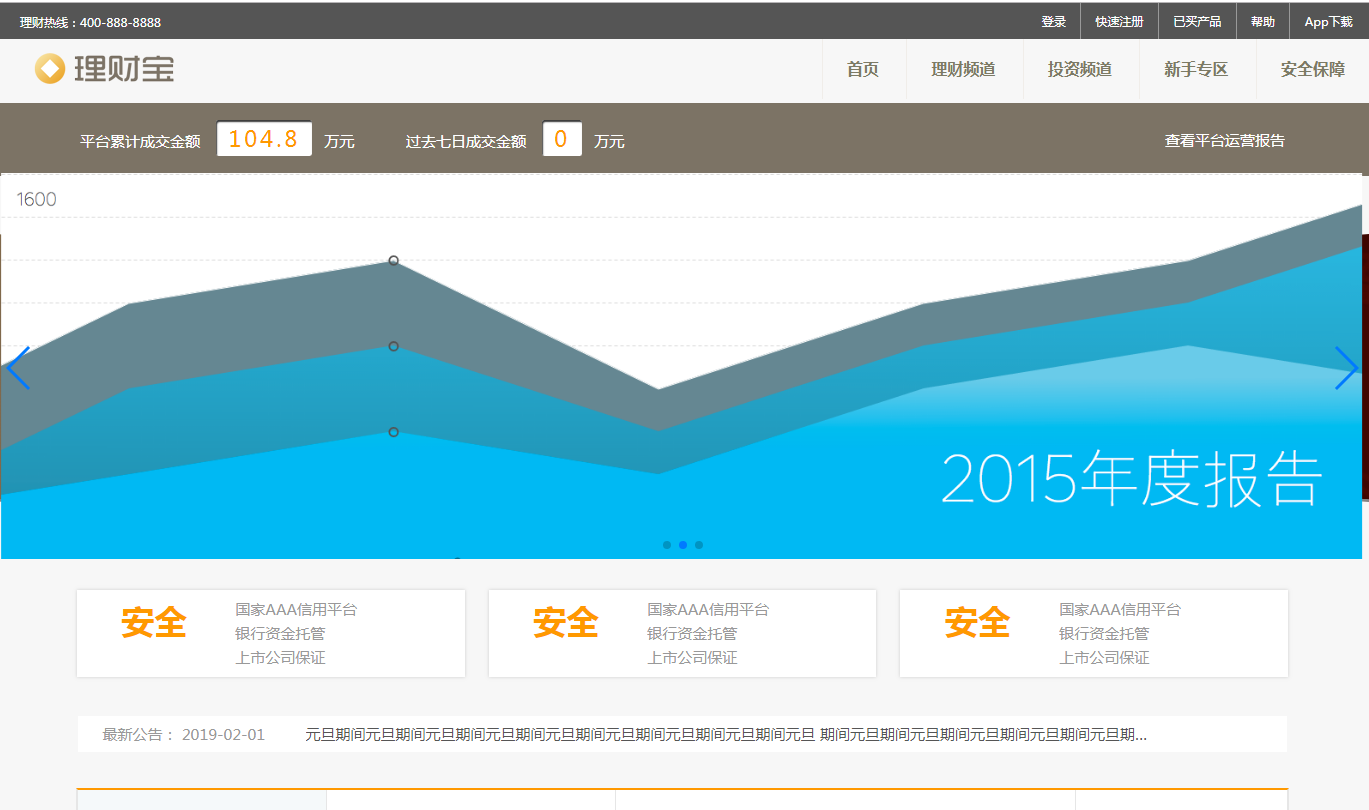 理财热线：400-888-8888 登录 快速注册 已买产品 帮助 App下载
理财宝 首页 理财频道 投资频道 新手专区 安全保障
平台累计成交金额 104.8 万元 过去七日成交金额 0 万元 查看平台运营报告
1600
2015年度报告
安全
国家AAA信用平台
银行资金托管
上市公司保证
安全
国家AAA信用平台
银行资金托管
上市公司保证
安全
国家AAA信用平台
银行资金托管
上市公司保证
最新公告： 2019-02-01 元旦期间元旦期间元旦期间元旦期间元旦期间元旦期间元旦期间元旦期间元旦 期间元旦期间元旦期间元旦期间元旦期间元旦期...